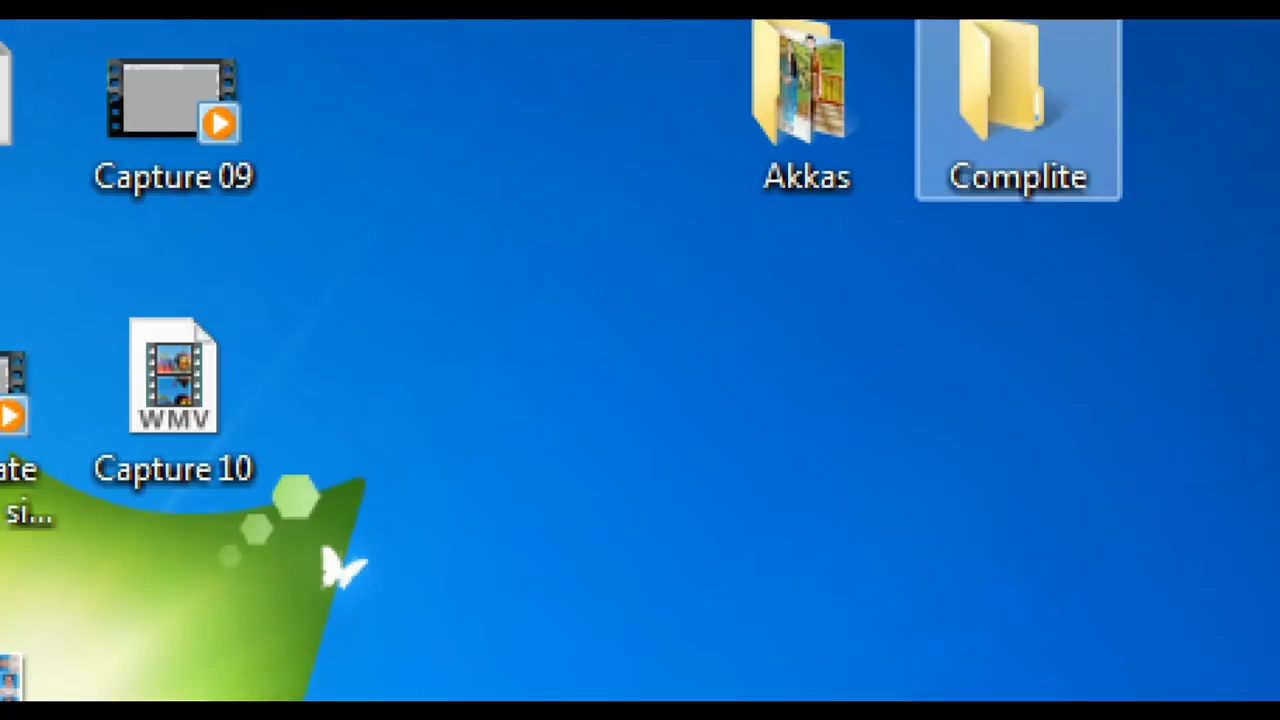 Capture 09
Akkas
Complite
WMV
Capture 10
ate
si...